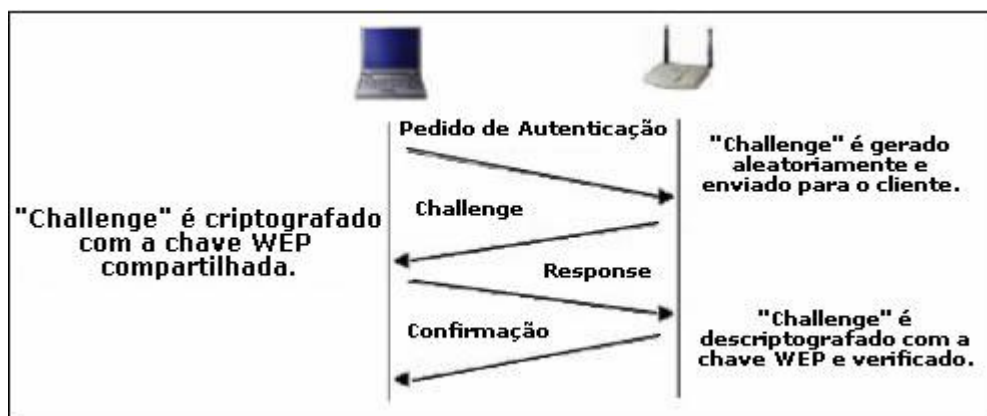 Pedido de Autenticação
"Challenge" é gerado
aleatoriamente e
enviado para o cliente.
"Challenge" é criptografado
com a chave WEP
compartilhada.
Challenge
Response
Confirmação
"Challenge" é
descriptografado com a
chave WEP e verificado.